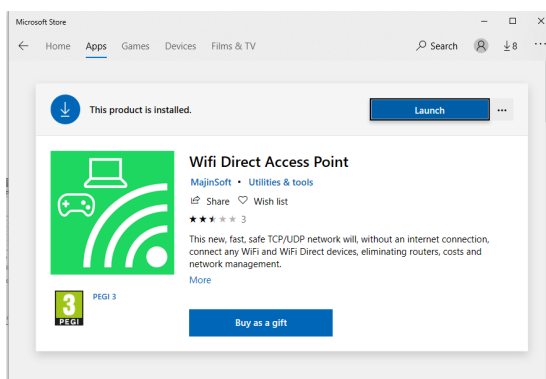 Microsoft Store
Home Apps Games Devices Films & TV Search 8
This product is installed.
Launch
Wifi Direct Access Point
MajinSoft • Utilities & tools
Share Wish list
3
This new, fast, safe TCP/UDP network will, without an internet connection,
connect any WiFi and WiFi Direct devices, eliminating routers, costs and
network management.
More
3
PEGI
PEGI 3
Buy as a gift